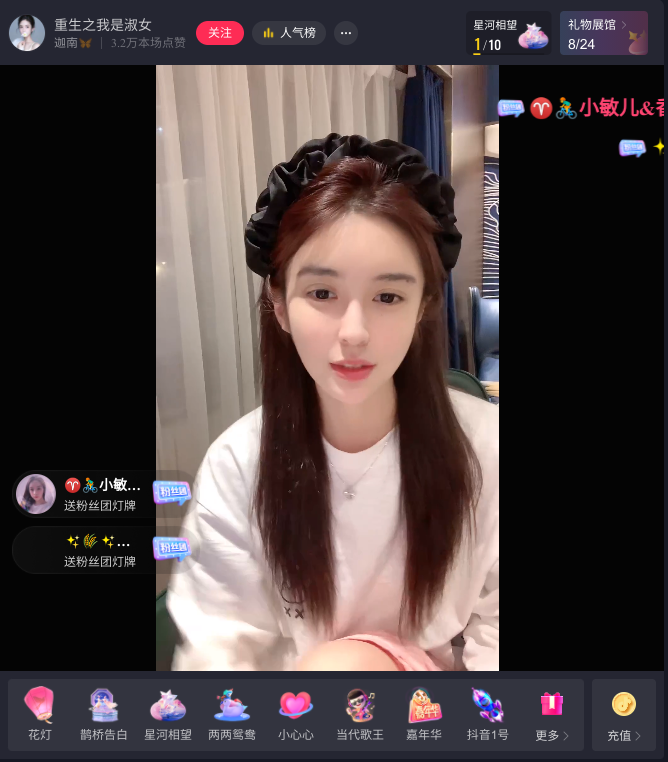 重生之我是淑女
迦南🦋 | 3.2万本场点赞
关注
人气榜
星河相望
1/10
礼物展馆
8/24
粉丝团 ♈🚴小敏儿&香
粉丝团
♈🚴小敏...
送粉丝团灯牌
粉丝团
✨🌾✨...
送粉丝团灯牌
粉丝团
花灯
鹊桥告白
星河相望
两两鸳鸯
小心心
当代歌王
嘉年华
嘉年华
抖音1号
更多
充值